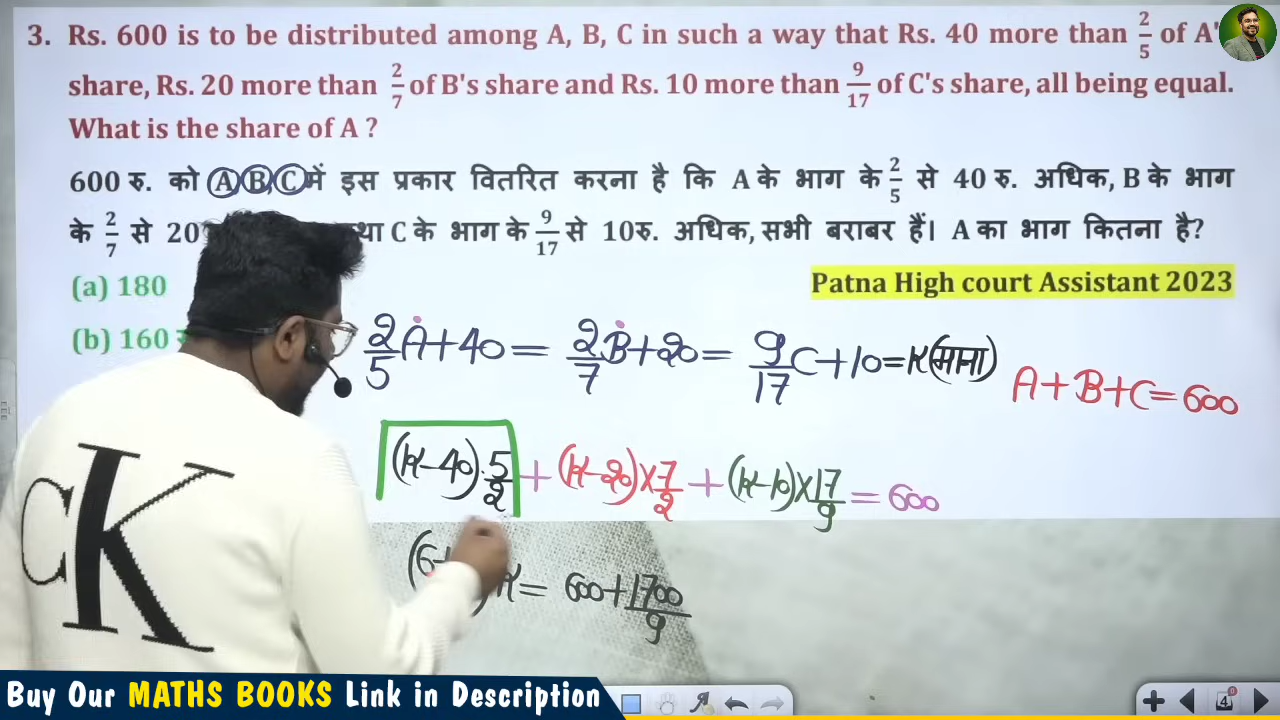 3. Rs. 600 is to be distributed among A, B, C in such a way that Rs. 40 more than 2/5 of A'
share, Rs. 20 more than 2/7 of B's share and Rs. 10 more than 9/17 of C's share, all being equal.
What is the share of A ?
600 रु. को A B, C में इस प्रकार वितरित करना है कि A के भाग के 2/5 से 40 रु. अधिक, B के भाग
के 2/7 से 20 था C के भाग के 9/17 से 10रु. अधिक, सभी बराबर हैं। A का भाग कितना है?
(a) 180
Patna High court Assistant 2023
(b) 160
2/5 A+40 = 2/7 B+20 = 9/17 C+10 = K(माना)
A+B+C=600
(K-40)·5/2 + (K-20)×7/2 + (K-10)×17/9 = 600
(6+ K = 600+1700/9
CK
Buy Our MATHS BOOKS Link in Description
4